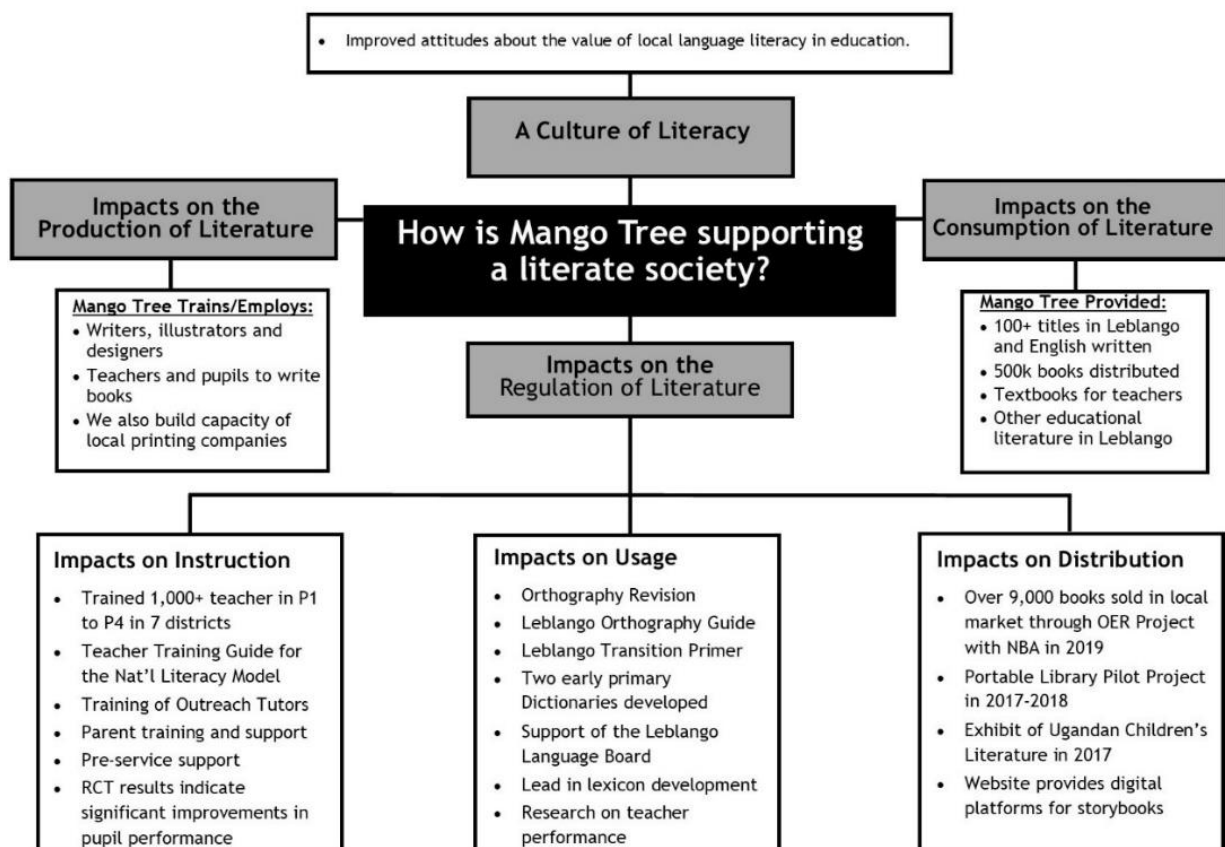 • Improved attitudes about the value of local language literacy in education.
A Culture of Literacy
Impacts on the
Production of Literature
How is Mango Tree supporting
a literate society?
Impacts on the
Consumption of Literature
Mango Tree Trains/Employs:
• Writers, illustrators and
designers
• Teachers and pupils to write
books
• We also build capacity of
local printing companies
Impacts on the
Regulation of Literature
Mango Tree Provided:
• 100+ titles in Leblango
and English written
• 500k books distributed
• Textbooks for teachers
• Other educational
literature in Leblango
Impacts on Instruction
• Trained 1,000+ teacher in P1
to P4 in 7 districts
• Teacher Training Guide for
the Nat'l Literacy Model
• Training of Outreach Tutors
• Parent training and support
• Pre-service support
• RCT results indicate
significant improvements in
pupil performance
Impacts on Usage
• Orthography Revision
• Leblango Orthography Guide
• Leblango Transition Primer
• Two early primary
Dictionaries developed
• Support of the Leblango
Language Board
• Lead in lexicon development
• Research on teacher
performance
Impacts on Distribution
• Over 9,000 books sold in local
market through OER Project
with NBA in 2019
• Portable Library Pilot Project
in 2017-2018
• Exhibit of Ugandan Children's
Literature in 2017
• Website provides digital
platforms for storybooks